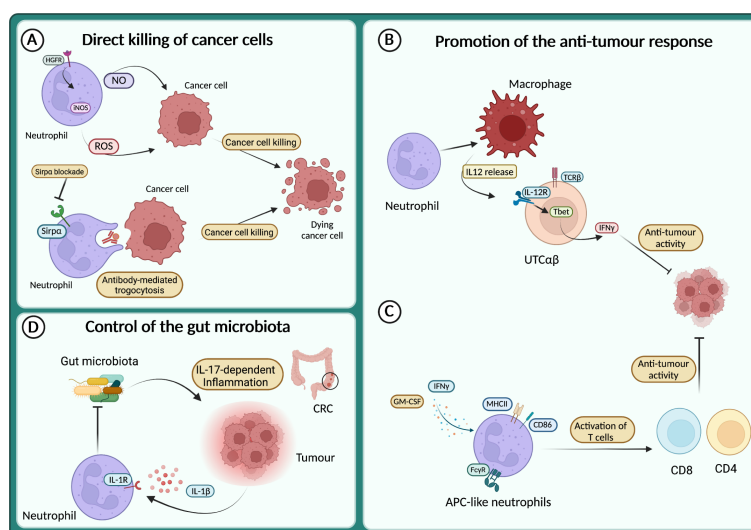 A
Direct killing of cancer cells
HGFR
iNOS
NO
Neutrophil
ROS
Cancer cell
Cancer cell killing
Sirpα blockade
Sirpα
Cancer cell
Neutrophil
Antibody-mediated
trogocytosis
Cancer cell killing
Dying
cancer cell
B
Promotion of the anti-tumour response
Macrophage
Neutrophil
IL12 release
TCRβ
IL-12R
Tbet
UTCαβ
IFNγ
Anti-tumour
activity
C
GM-CSF
IFNγ
MHCII
CD86
FcγR
APC-like neutrophils
Activation of
T cells
Anti-tumour
activity
CD8
CD4
D
Control of the gut microbiota
Gut microbiota
IL-17-dependent
Inflammation
CRC
Tumour
IL-1R
IL-1β
Neutrophil